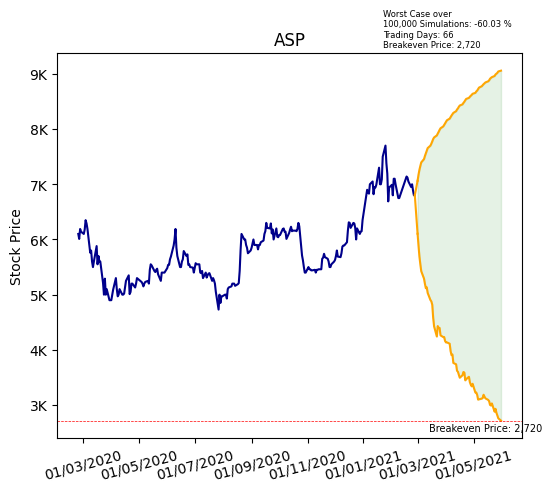 Worst Case over
100,000 Simulations: -60.03 %
Trading Days: 66
Breakeven Price: 2,720
ASP
9K
8K
7K
6K
5K
4K
3K
Stock Price
Breakeven Price: 2,720
01/03/2020
01/05/2020
01/07/2020
01/09/2020
01/11/2020
01/01/2021
01/03/2021
01/05/2021